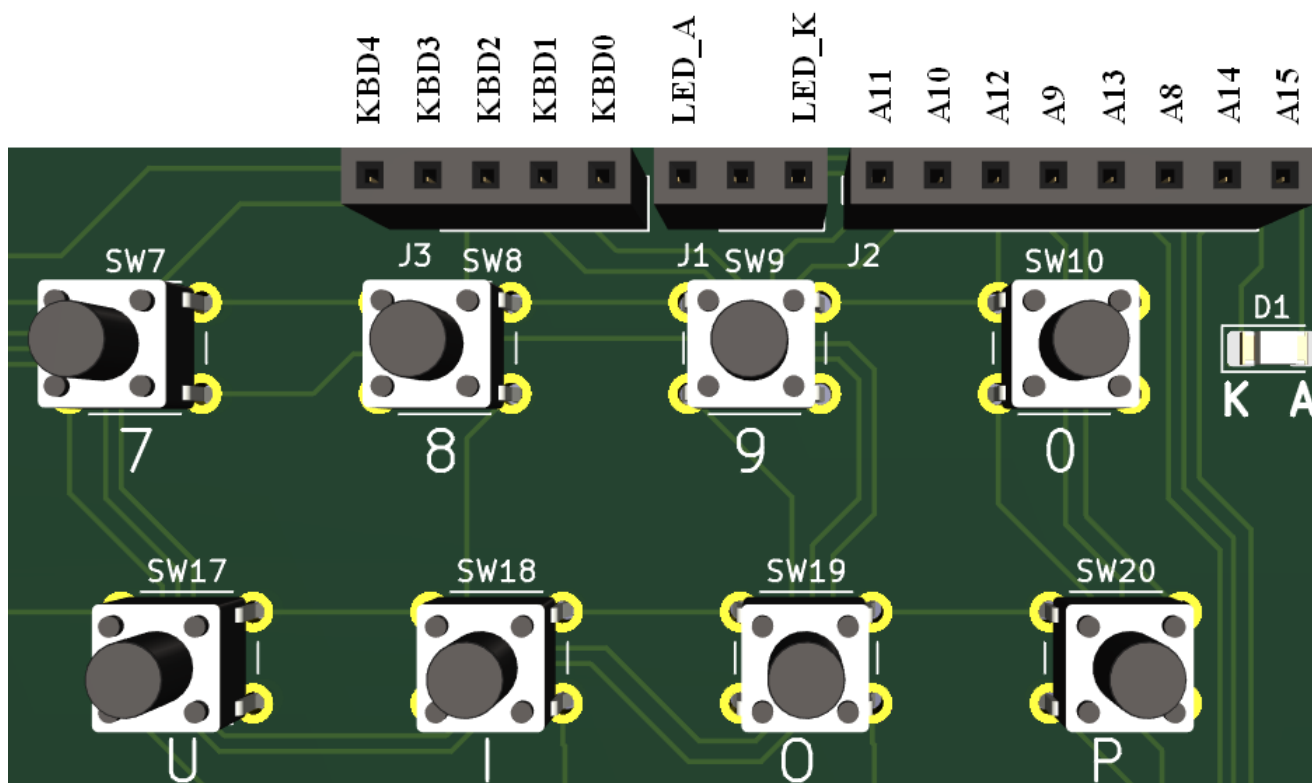 KBD4 KBD3 KBD2 KBD1 KBD0 LED_A LED_K A11 A10 A12 A9 A13 A8 A14 A15
SW7 J3 SW8 J1 SW9 J2 SW10 D1
K A
7 8 9 0
SW17 SW18 SW19 SW20
U I O P